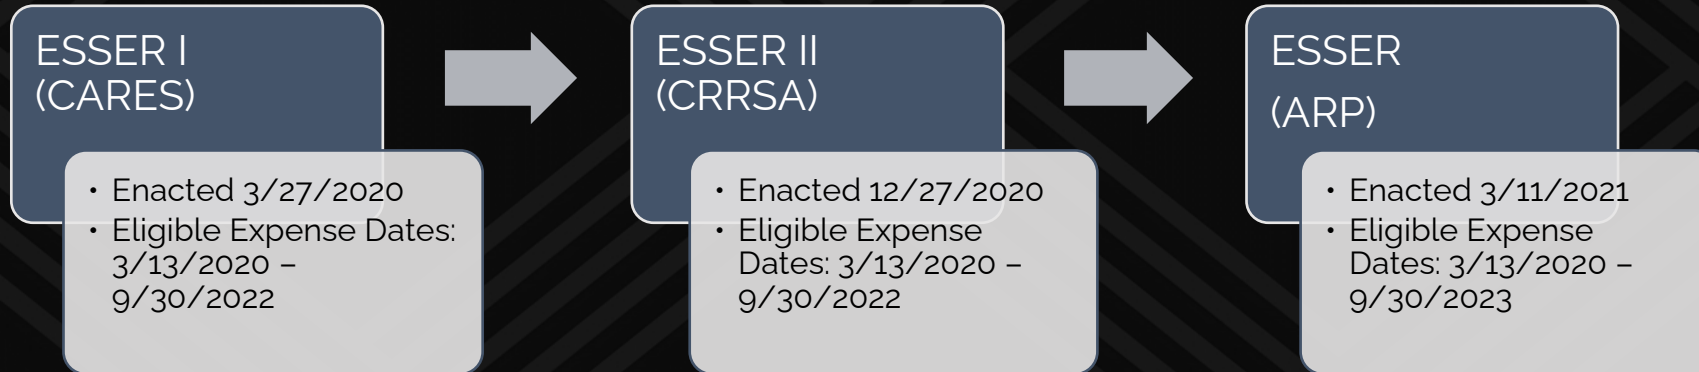 ESSER I
(CARES)
• Enacted 3/27/2020
• Eligible Expense Dates:
3/13/2020 –
9/30/2022
ESSER II
(CRRSA)
• Enacted 12/27/2020
• Eligible Expense
Dates: 3/13/2020 –
9/30/2022
ESSER
(ARP)
• Enacted 3/11/2021
• Eligible Expense
Dates: 3/13/2020 –
9/30/2023